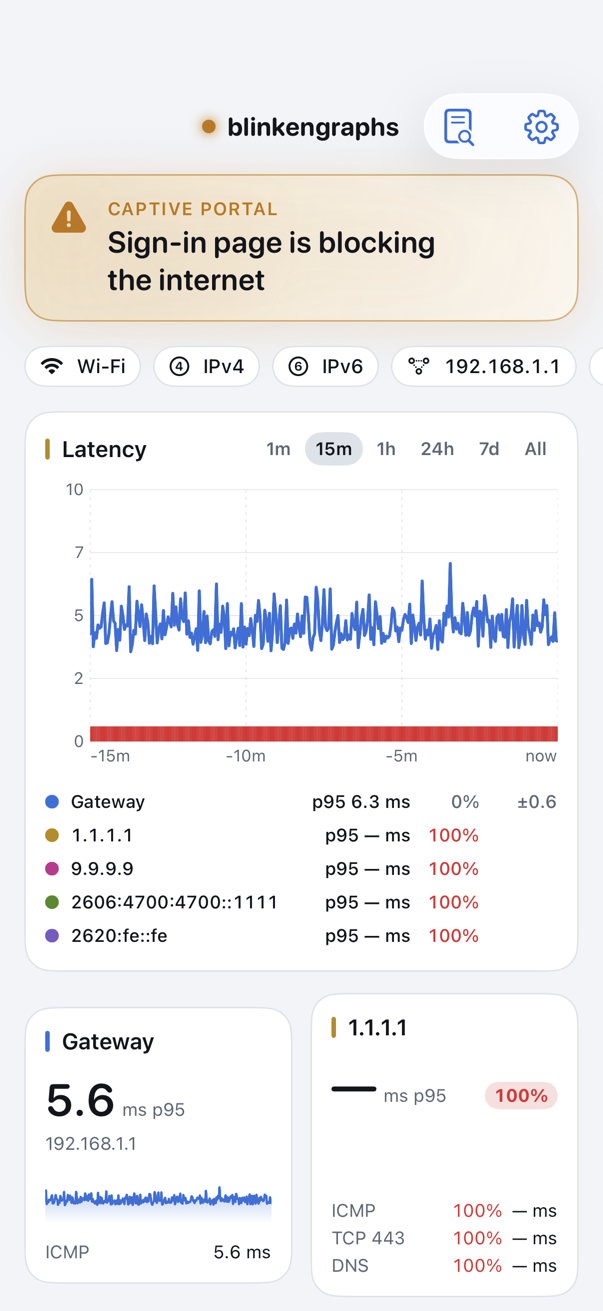 blinkengraphs
CAPTIVE PORTAL
Sign-in page is blocking
the internet
Wi-Fi 4 IPv4 6 IPv6 192.168.1.1
Latency 1m 15m 1h 24h 7d All
10
7
5
2
0
-15m -10m -5m now
Gateway p95 6.3 ms 0% ±0.6
1.1.1.1 p95 — ms 100%
9.9.9.9 p95 — ms 100%
2606:4700:4700::1111 p95 — ms 100%
2620:fe::fe p95 — ms 100%
Gateway
5.6 ms p95
192.168.1.1
ICMP 5.6 ms
1.1.1.1
— ms p95 100%
ICMP 100% — ms
TCP 443 100% — ms
DNS 100% — ms